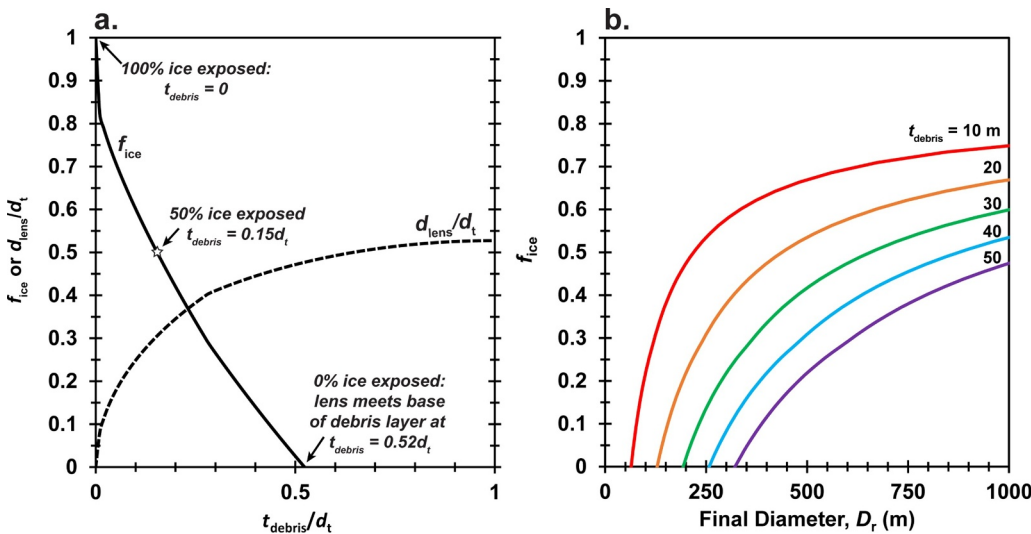 a.
1
0.9
0.8
0.7
0.6
0.5
0.4
0.3
0.2
0.1
0
f_ice or d_lens/d_t
100% ice exposed:
t_debris = 0
f_ice
50% ice exposed
t_debris = 0.15d_t
d_lens/d_t
0% ice exposed:
lens meets base
of debris layer at
t_debris = 0.52d_t
0
0.5
1
t_debris/d_t
b.
1
0.9
0.8
0.7
0.6
0.5
0.4
0.3
0.2
0.1
0
f_ice
t_debris = 10 m
20
30
40
50
0
250
500
750
1000
Final Diameter, D_r (m)